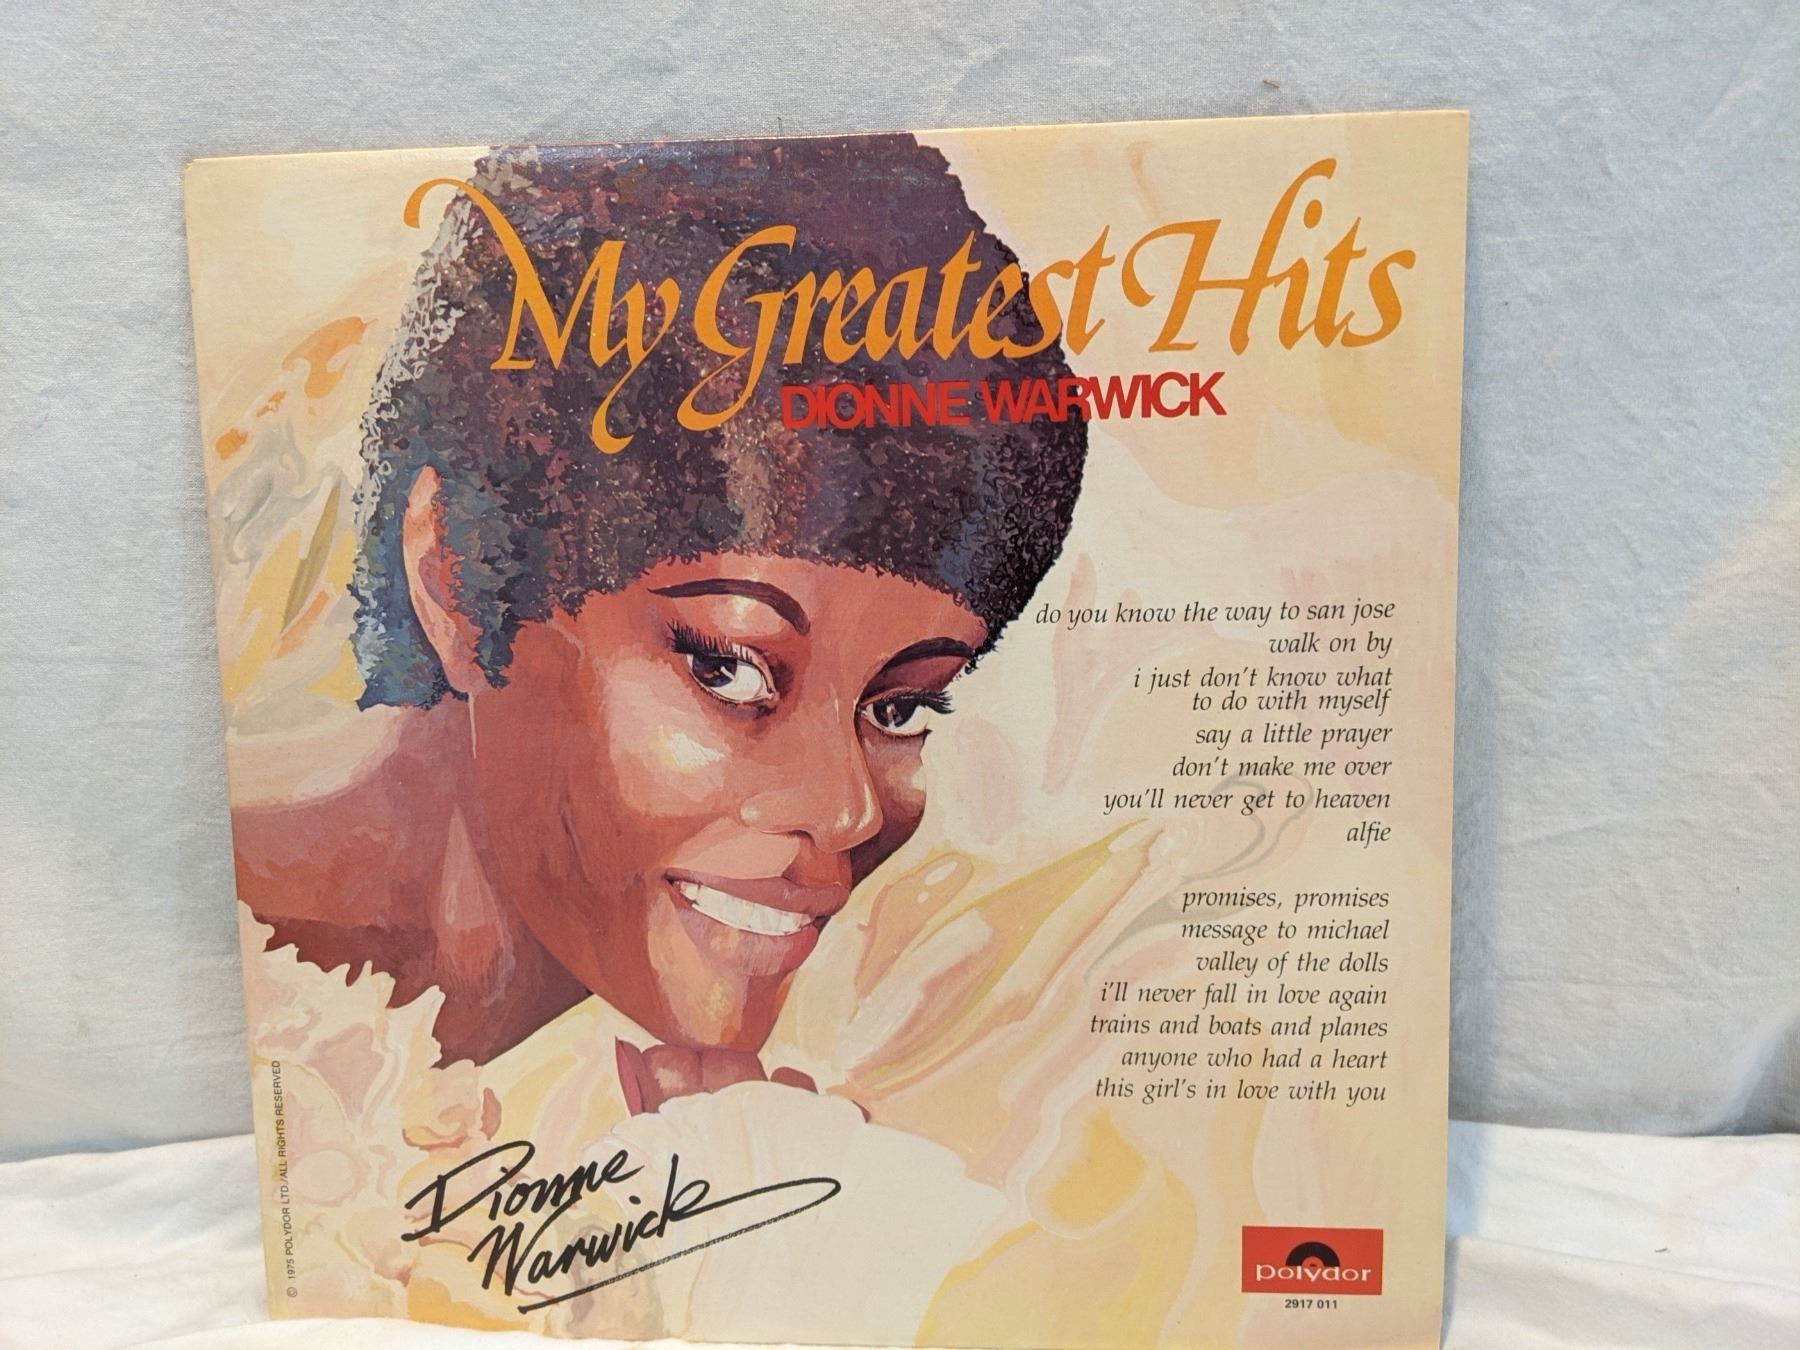 My Greatest Hits
DIONNE WARWICK
do you know the way to san jose
walk on by
i just don't know what
to do with myself
say a little prayer
don't make me over
you'll never get to heaven
alfie
promises, promises
message to michael
valley of the dolls
i'll never fall in love again
trains and boats and planes
anyone who had a heart
this girl's in love with you
Dionne
Warwick
© 1975 POLYDOR LTD./ALL RIGHTS RESERVED
polydor
2917 011